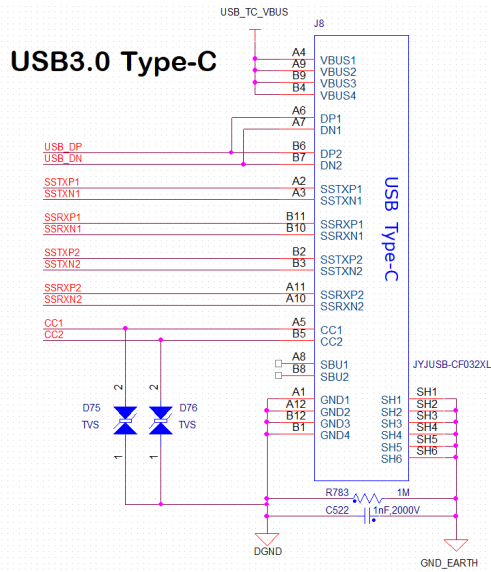 USB_TC_VBUS
J8
USB3.0 Type-C
A4 VBUS1
A9 VBUS2
B9 VBUS3
B4 VBUS4
A6 DP1
A7 DN1
USB_DP B6 DP2
USB_DN B7 DN2
SSTXP1 A2 SSTXP1
SSTXN1 A3 SSTXN1
SSRXP1 B11 SSRXP1
SSRXN1 B10 SSRXN1
SSTXP2 B2 SSTXP2
SSTXN2 B3 SSTXN2
SSRXP2 A11 SSRXP2
SSRXN2 A10 SSRXN2
CC1 A5 CC1
CC2 B5 CC2
USB Type-C
A8 SBU1
B8 SBU2
JYJUSB-CF032XL
A1 GND1 SH1 SH1
A12 GND2 SH2 SH2
B12 GND3 SH3 SH3
B1 GND4 SH4 SH4
SH5 SH5
SH6 SH6
2 2
D75 D76
TVS TVS
1 1
R783 1M
C522 1nF,2000V
DGND
GND_EARTH